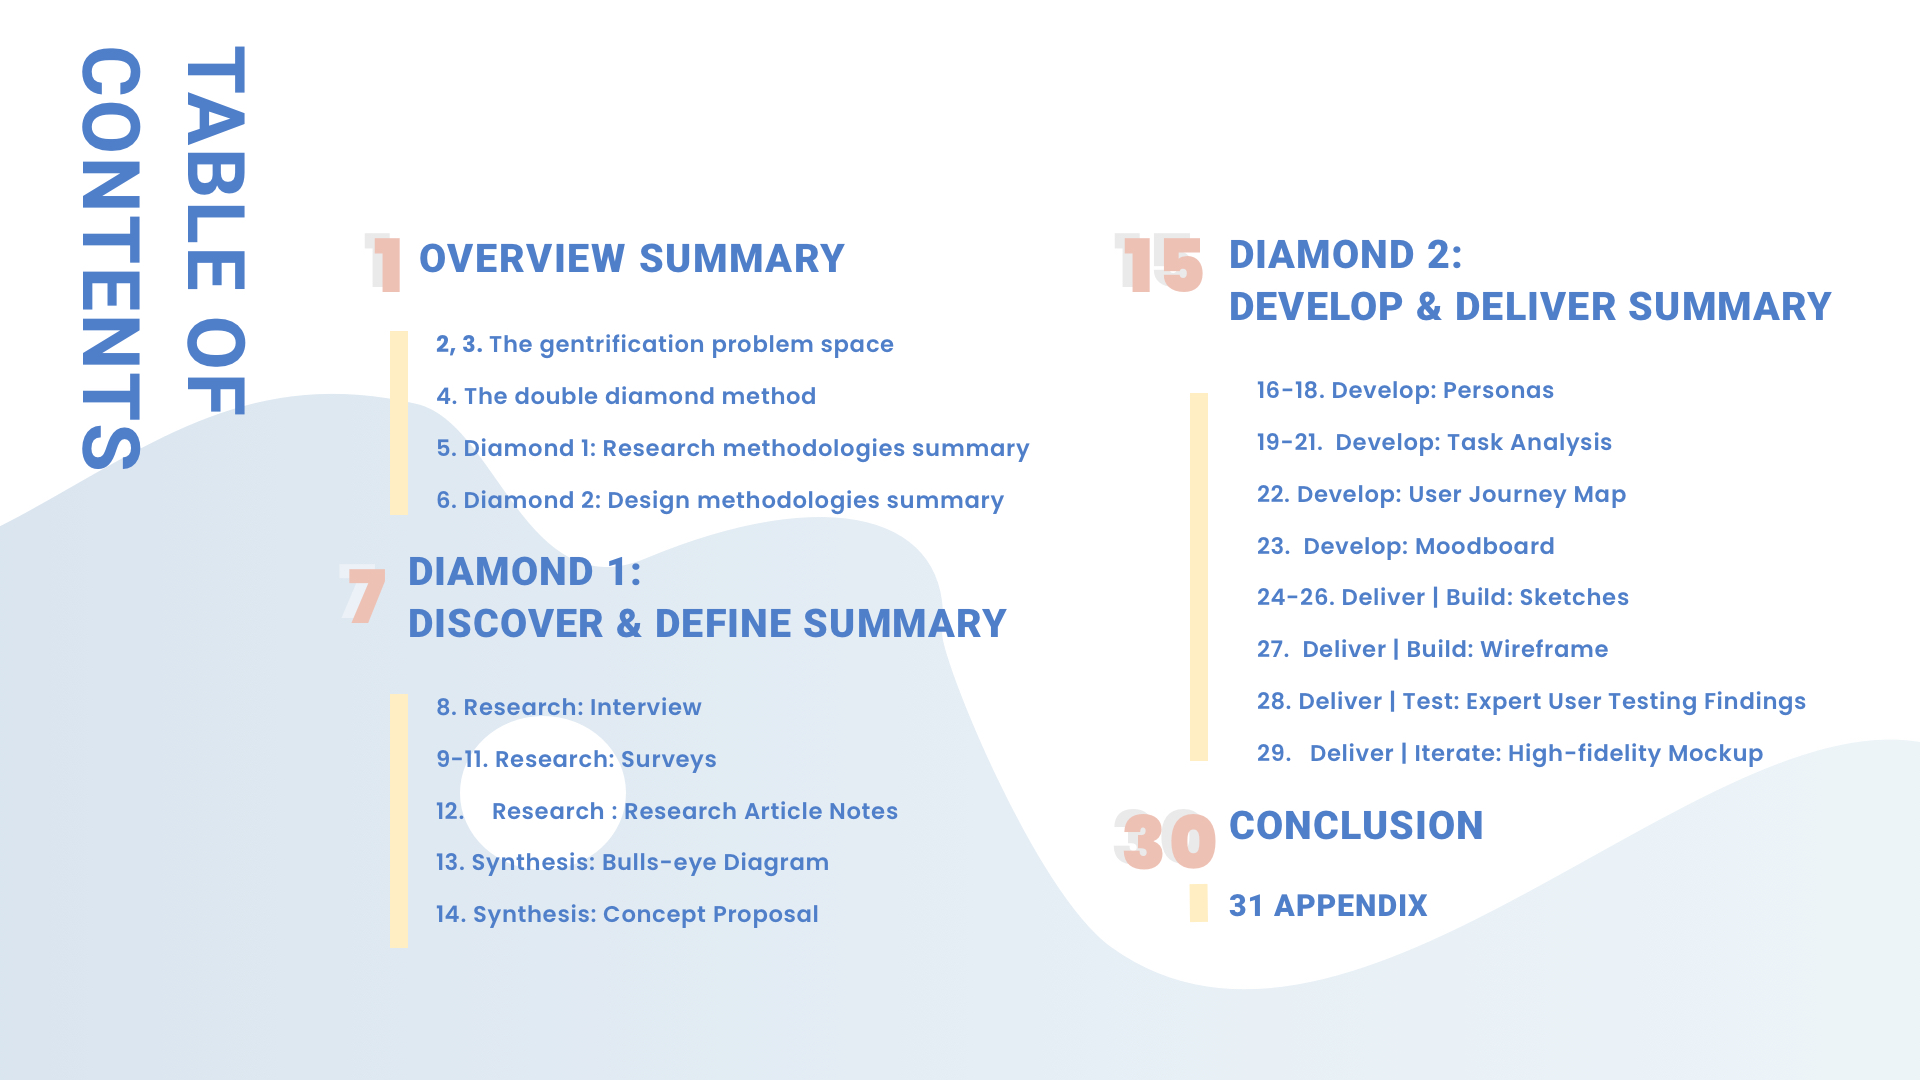 TABLE OF
CONTENTS
1 OVERVIEW SUMMARY
2, 3. The gentrification problem space
4. The double diamond method
5. Diamond 1: Research methodologies summary
6. Diamond 2: Design methodologies summary
7 DIAMOND 1:
DISCOVER & DEFINE SUMMARY
8. Research: Interview
9-11. Research: Surveys
12. Research : Research Article Notes
13. Synthesis: Bulls-eye Diagram
14. Synthesis: Concept Proposal
15 DIAMOND 2:
DEVELOP & DELIVER SUMMARY
16-18. Develop: Personas
19-21. Develop: Task Analysis
22. Develop: User Journey Map
23. Develop: Moodboard
24-26. Deliver | Build: Sketches
27. Deliver | Build: Wireframe
28. Deliver | Test: Expert User Testing Findings
29. Deliver | Iterate: High-fidelity Mockup
30 CONCLUSION
31 APPENDIX